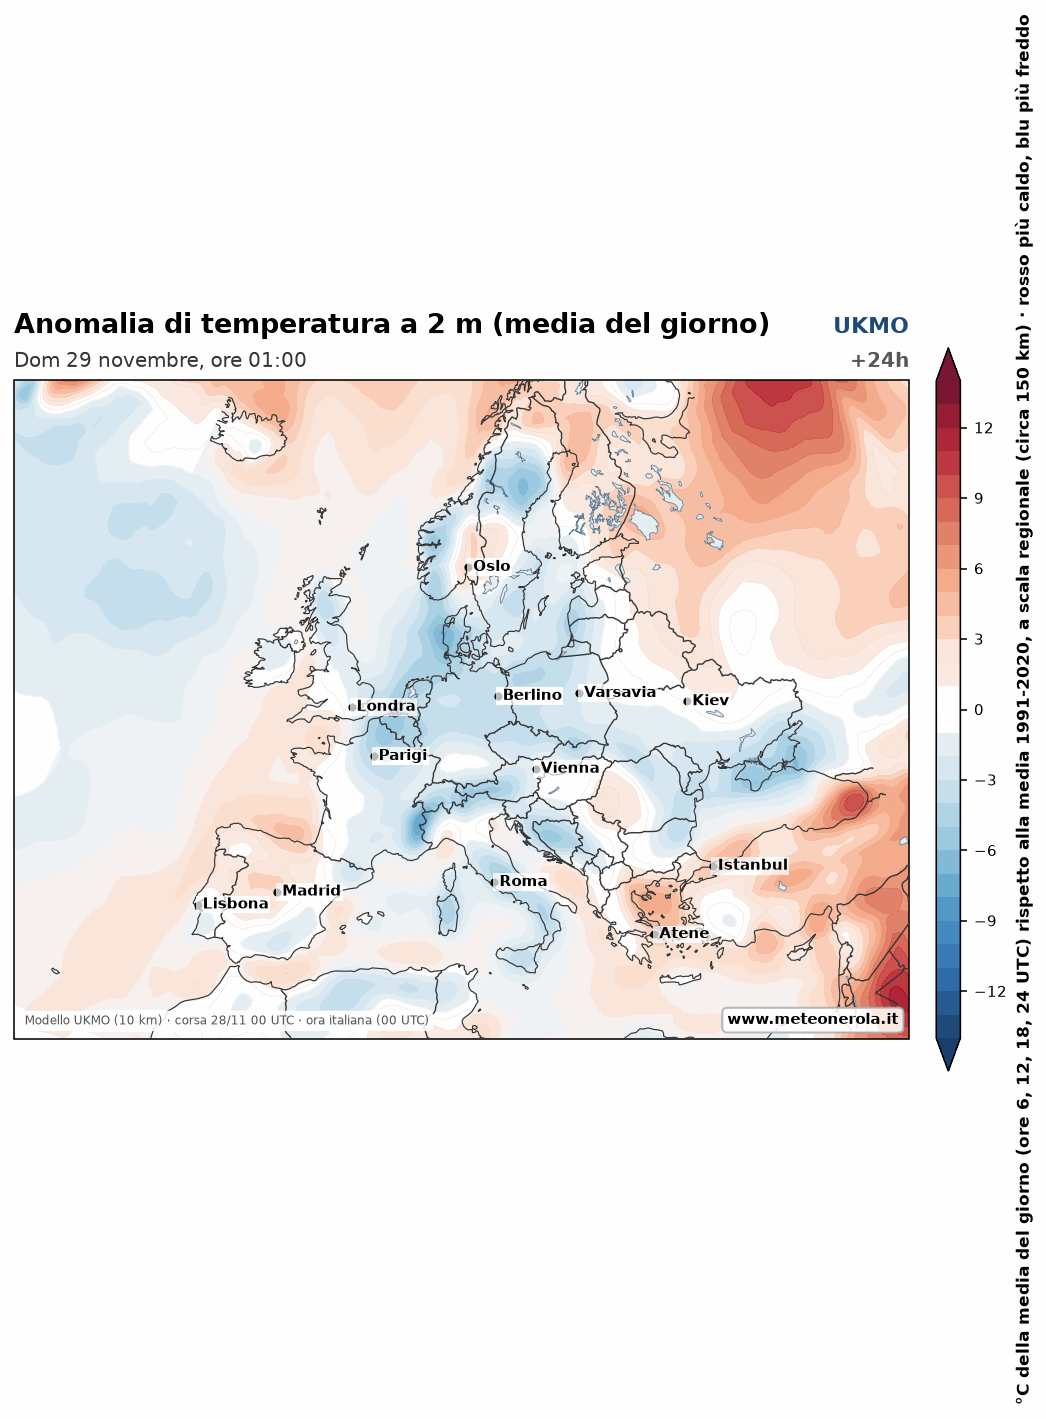 Anomalia di temperatura a 2 m (media del giorno)
UKMO
Dom 29 novembre, ore 01:00
+24h
Oslo
Londra
Berlino
Varsavia
Kiev
Parigi
Vienna
Istanbul
Madrid
Roma
Lisbona
Atene
Modello UKMO (10 km) · corsa 28/11 00 UTC · ora italiana (00 UTC)
www.meteonerola.it
12
9
6
3
0
−3
−6
−9
−12
°C della media del giorno (ore 6, 12, 18, 24 UTC) rispetto alla media 1991-2020, a scala regionale (circa 150 km) · rosso più caldo, blu più freddo